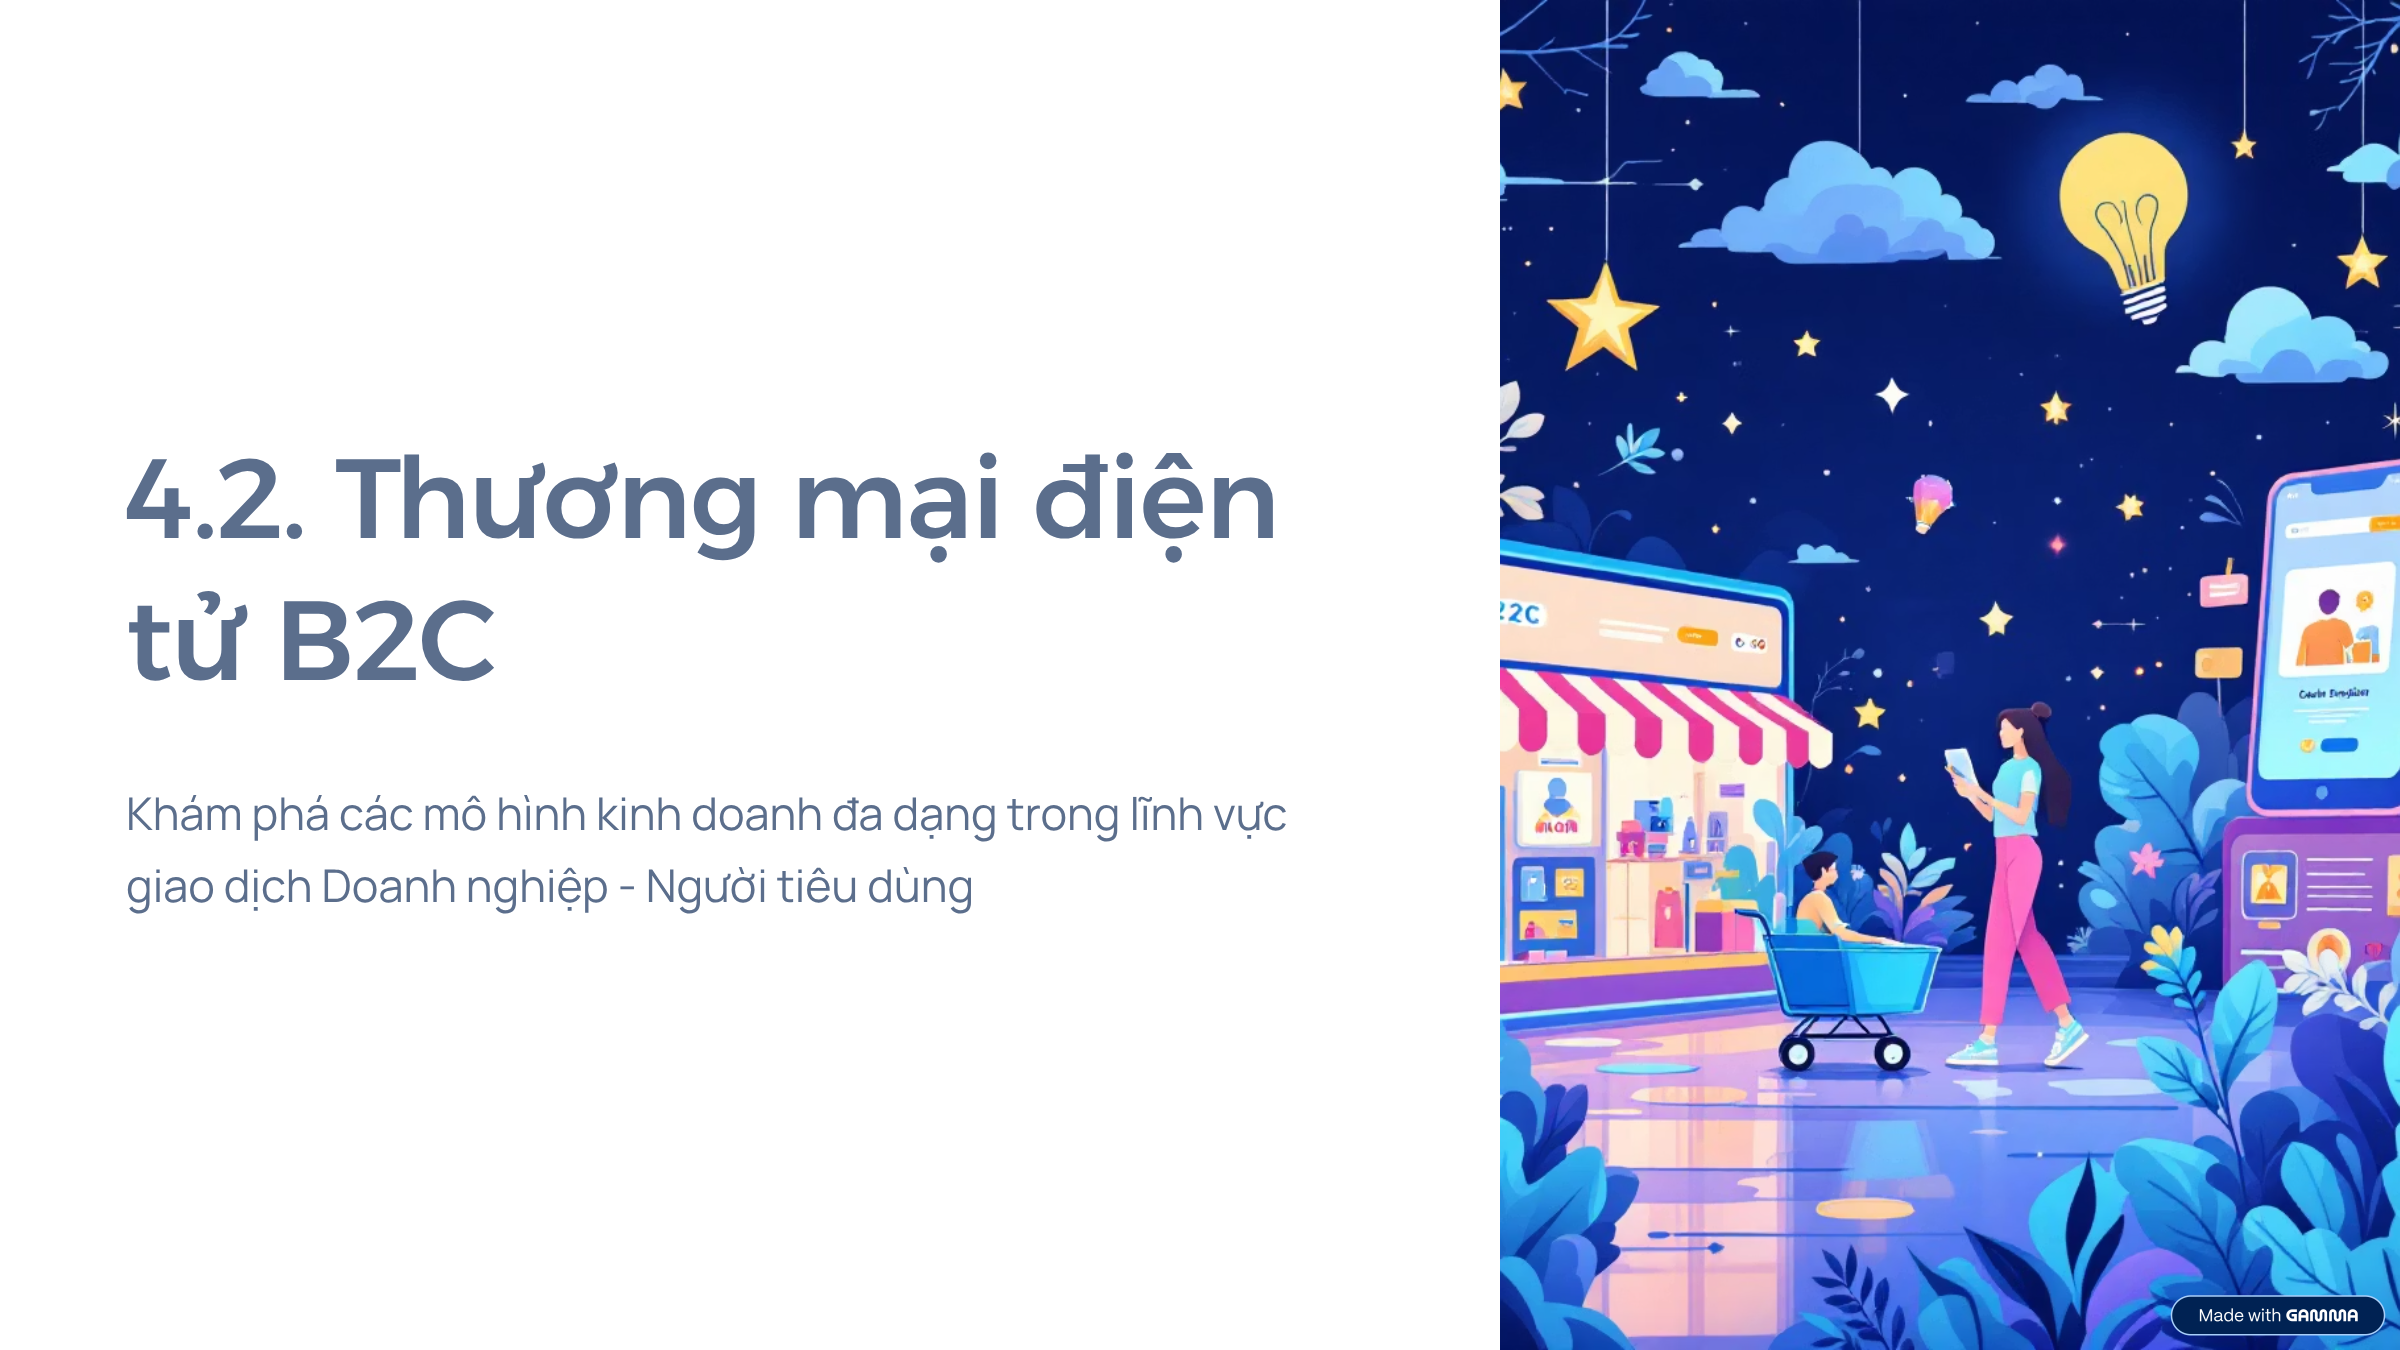 4.2. Thương mại điện
tử B2C
Khám phá các mô hình kinh doanh đa dạng trong lĩnh vực
giao dịch Doanh nghiệp - Người tiêu dùng
2C
Made with GAMMA